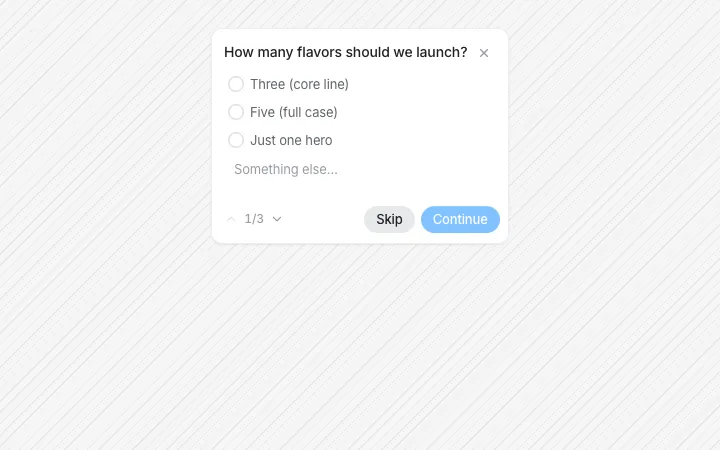 How many flavors should we launch?
Three (core line)
Five (full case)
Just one hero
Something else...
1/3
Skip
Continue